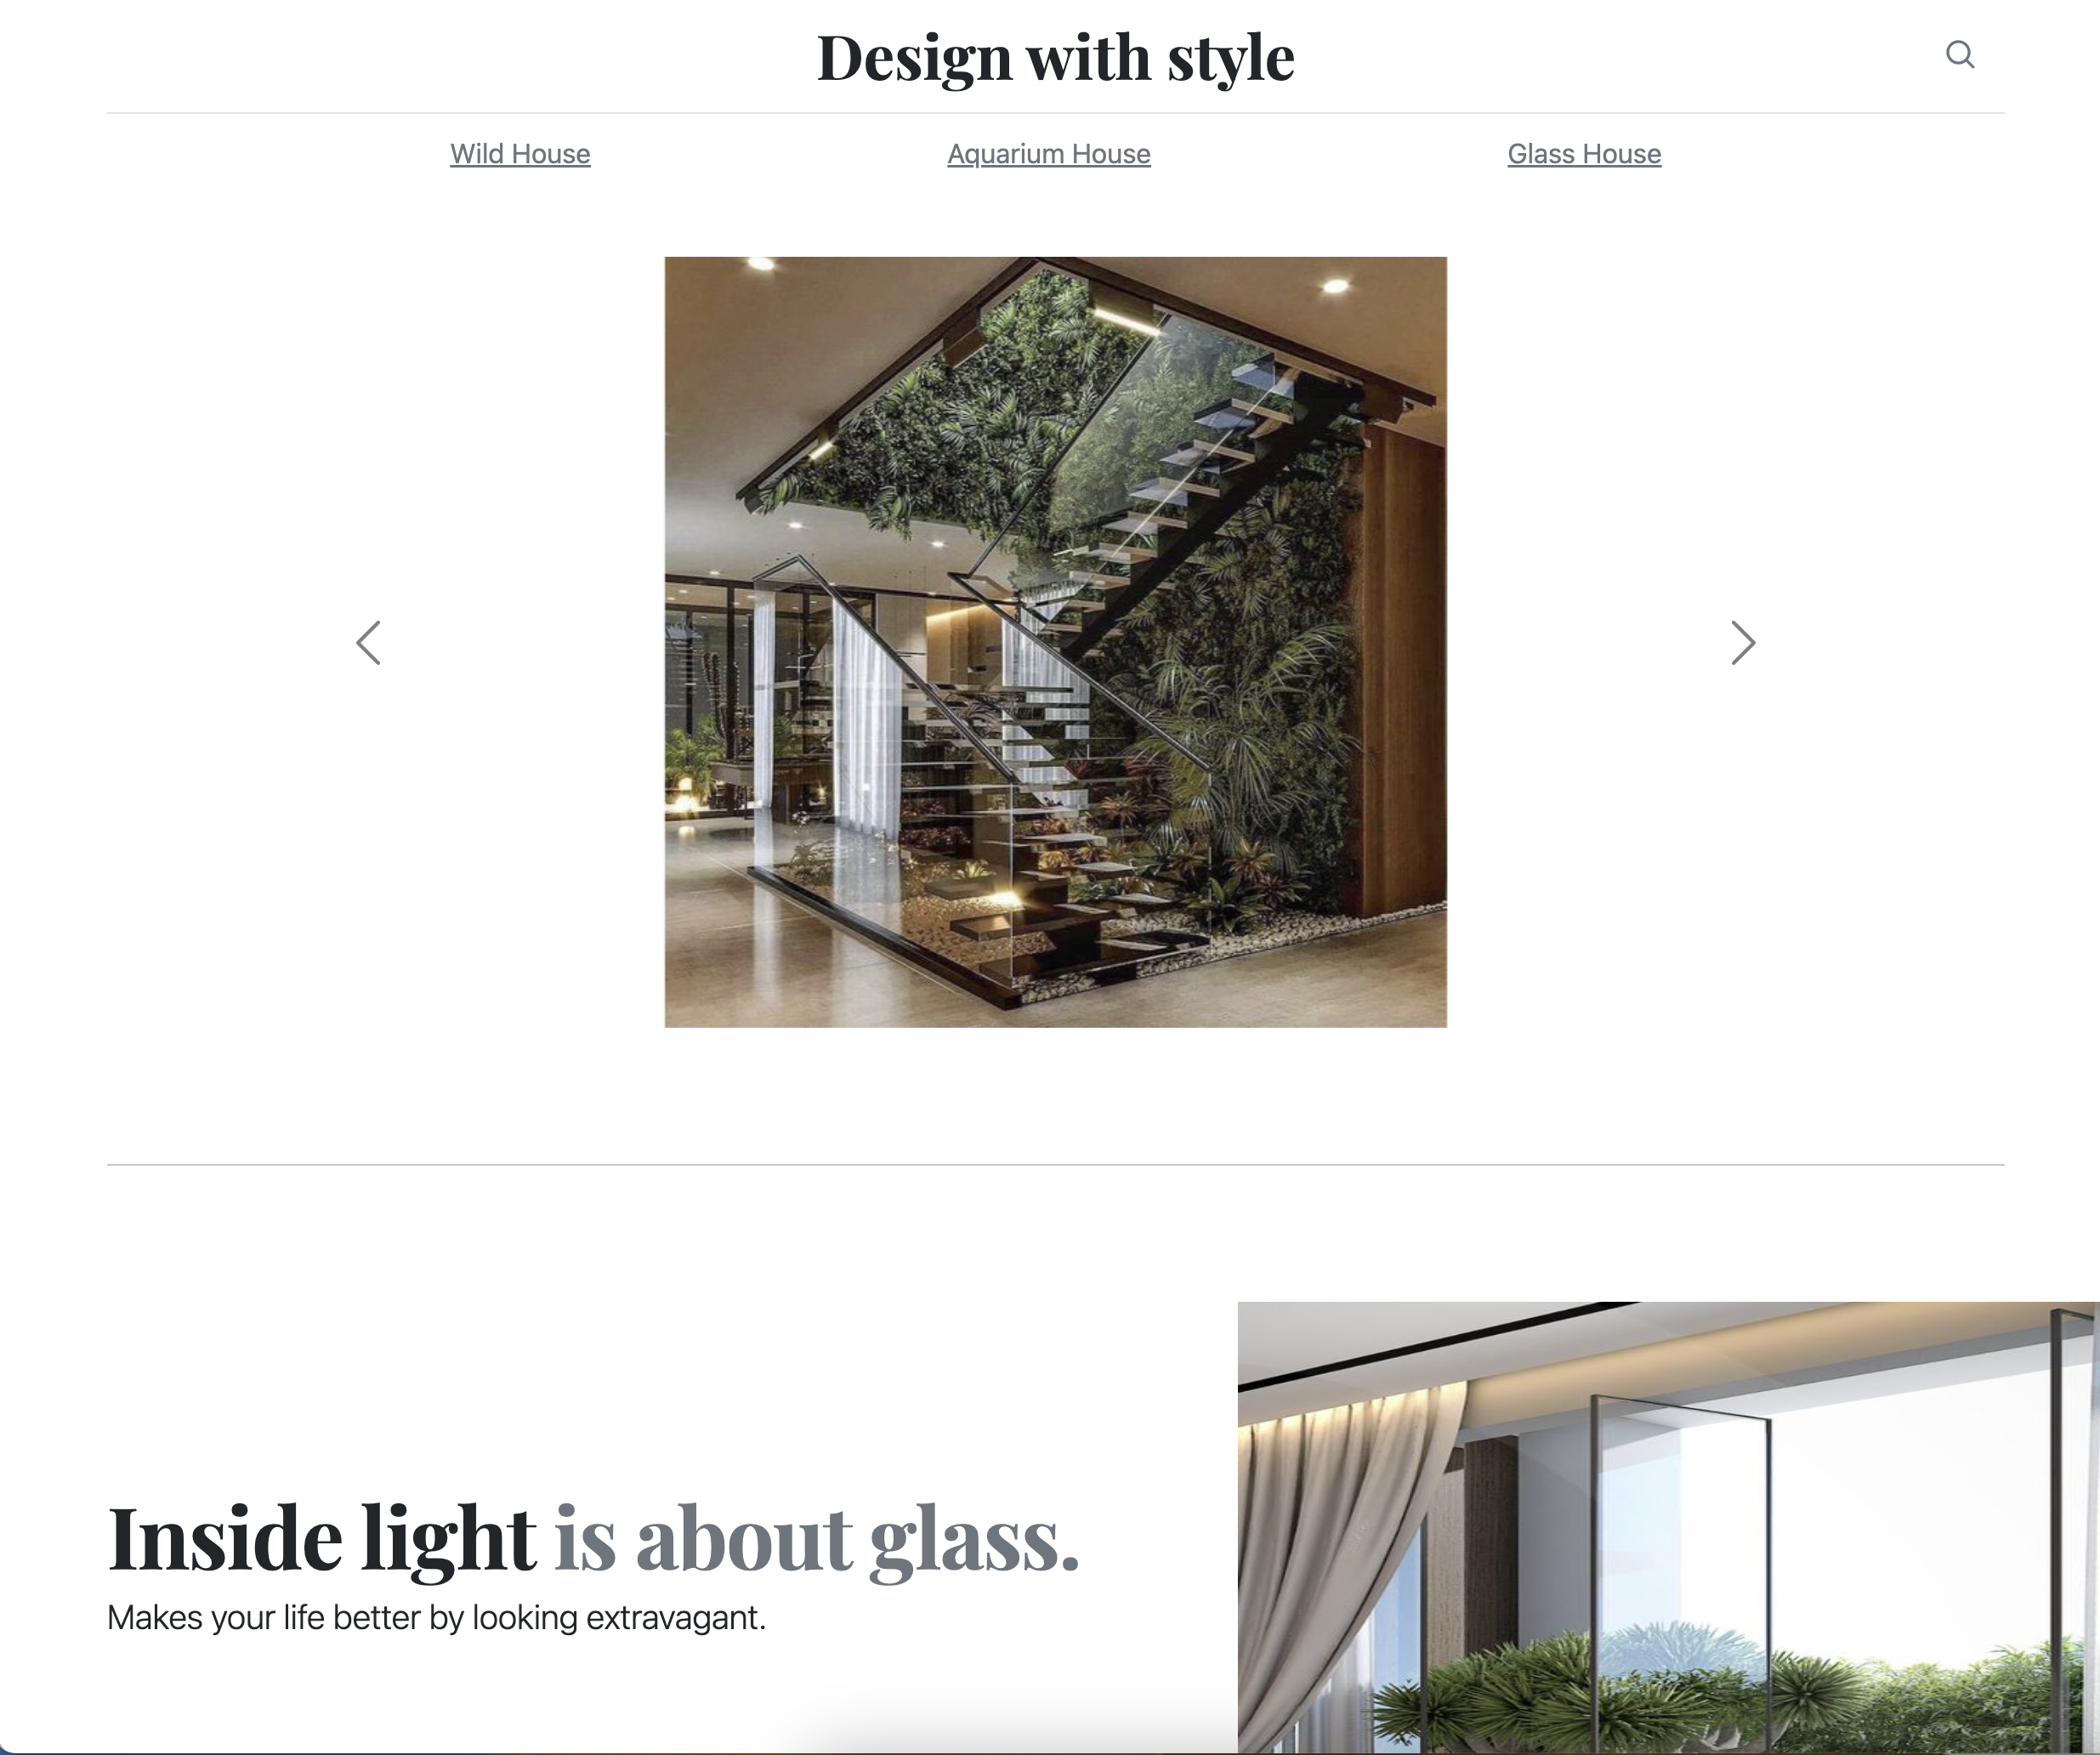 Design with style
Wild House
Aquarium House
Glass House
Inside light is about glass.
Makes your life better by looking extravagant.